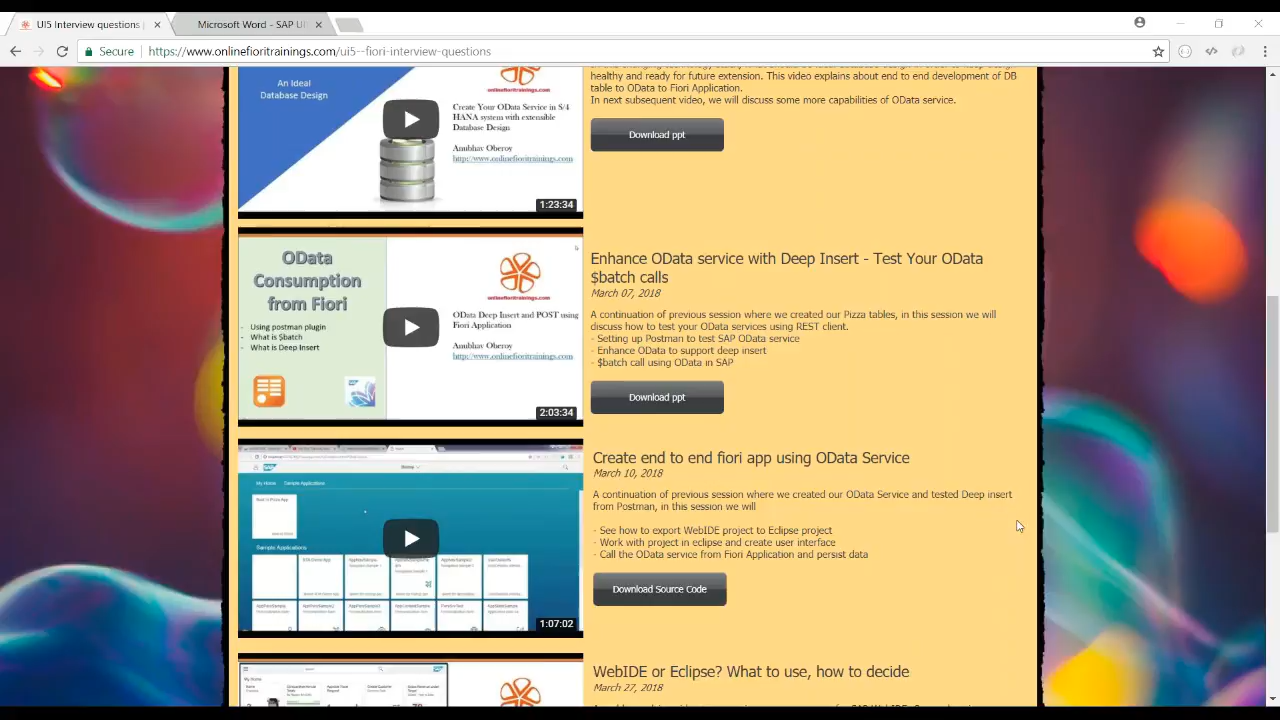 UI5 Interview questions |
Microsoft Word - SAP UI
Secure
https://www.onlinefioritrainings.com/ui5--fiori-interview-questions
An Ideal
Database Design
onlinefioritrainings.com
Create Your OData Service in S/4
HANA system with extensible
Database Design
Anubhav Oberoy
http://www.onlinefioritrainings.com
1:23:34
healthy and ready for future extension. This video explains about end to end development of DB
table to OData to Fiori Application.
In next subsequent video, we will discuss some more capabilities of OData service.
Download ppt
OData
Consumption
from Fiori
- Using postman plugin
- What is $batch
- What is Deep Insert
onlinefioritrainings.com
OData Deep Insert and POST using
Fiori Application
Anubhav Oberoy
http://www.onlinefioritrainings.com
2:03:34
Enhance OData service with Deep Insert - Test Your OData
$batch calls
March 07, 2018
A continuation of previous session where we created our Pizza tables, in this session we will
discuss how to test your OData services using REST client.
- Setting up Postman to test SAP OData service
- Enhance OData to support deep insert
- $batch call using OData in SAP
Download ppt
SAP
My Home
Sample Applications
Sample Applications
1:07:02
Create end to end fiori app using OData Service
March 10, 2018
A continuation of previous session where we created our OData Service and tested Deep insert
from Postman, in this session we will
- See how to export WebIDE project to Eclipse project
- Work with project in eclipse and create user interface
- Call the OData service from Fiori Application and persist data
Download Source Code
WebIDE or Eclipse? What to use, how to decide
March 27, 2018